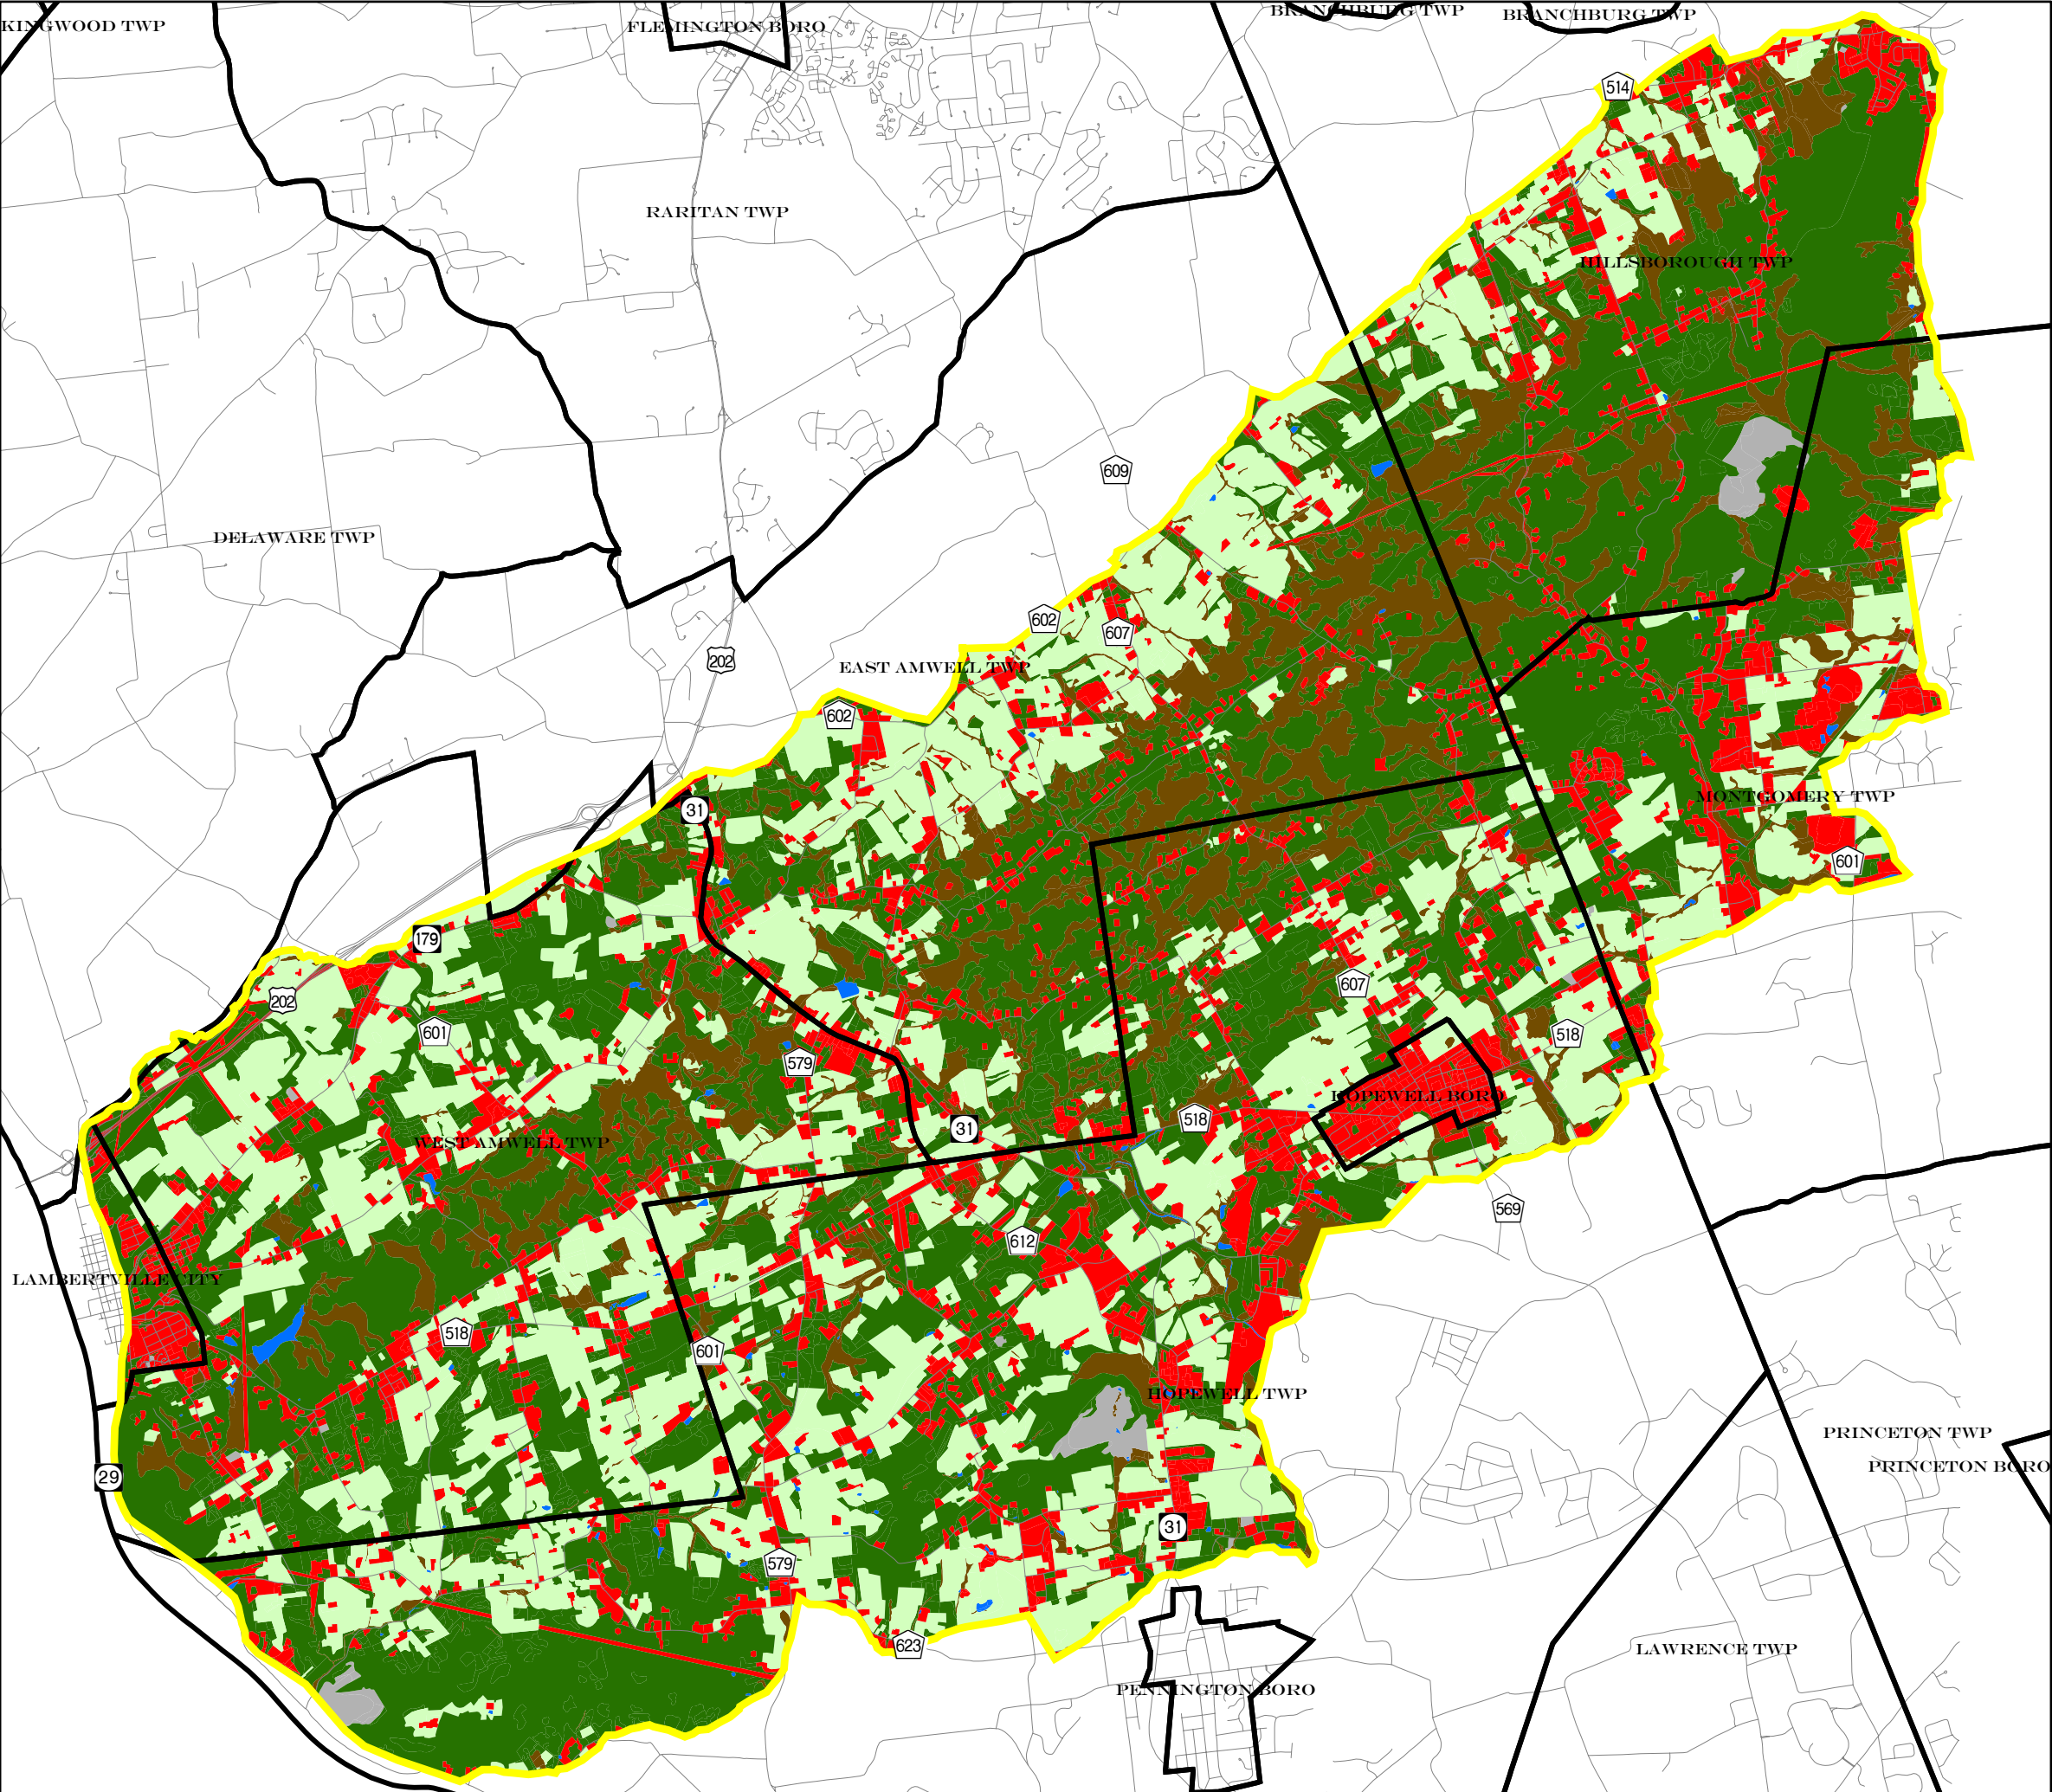 BRANCHBURG TWP
BRANCHBURG TWP
KINGWOOD TWP
FLEMINGTON BORO
514
RARITAN TWP
HILLSBOROUGH TWP
609
DELAWARE TWP
602
607
202
EAST AMWELL TWP
602
31
MONTGOMERY TWP
601
179
607
202
601
518
579
HOPEWELL BORO
518
31
WEST AMWELL TWP
569
612
LAMBERTVILLE CITY
518
601
HOPEWELL TWP
PRINCETON TWP
PRINCETON BORO
29
31
579
623
LAWRENCE TWP
PENNINGTON BORO